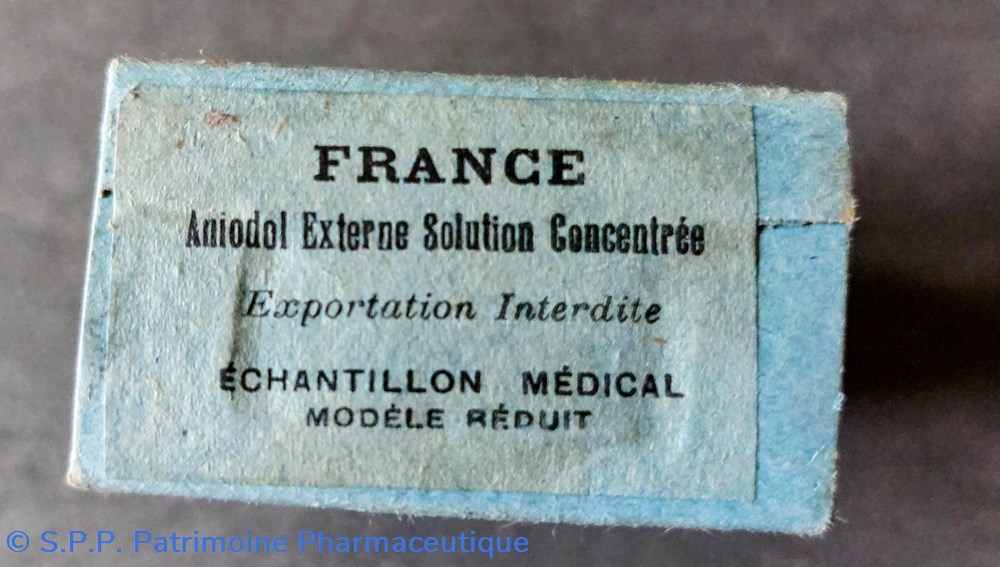 FRANCE
Aniodol Externe Solution Concentrée
Exportation Interdite
ÉCHANTILLON MÉDICAL
MODÈLE RÉDUIT
© S.P.P. Patrimoine Pharmaceutique